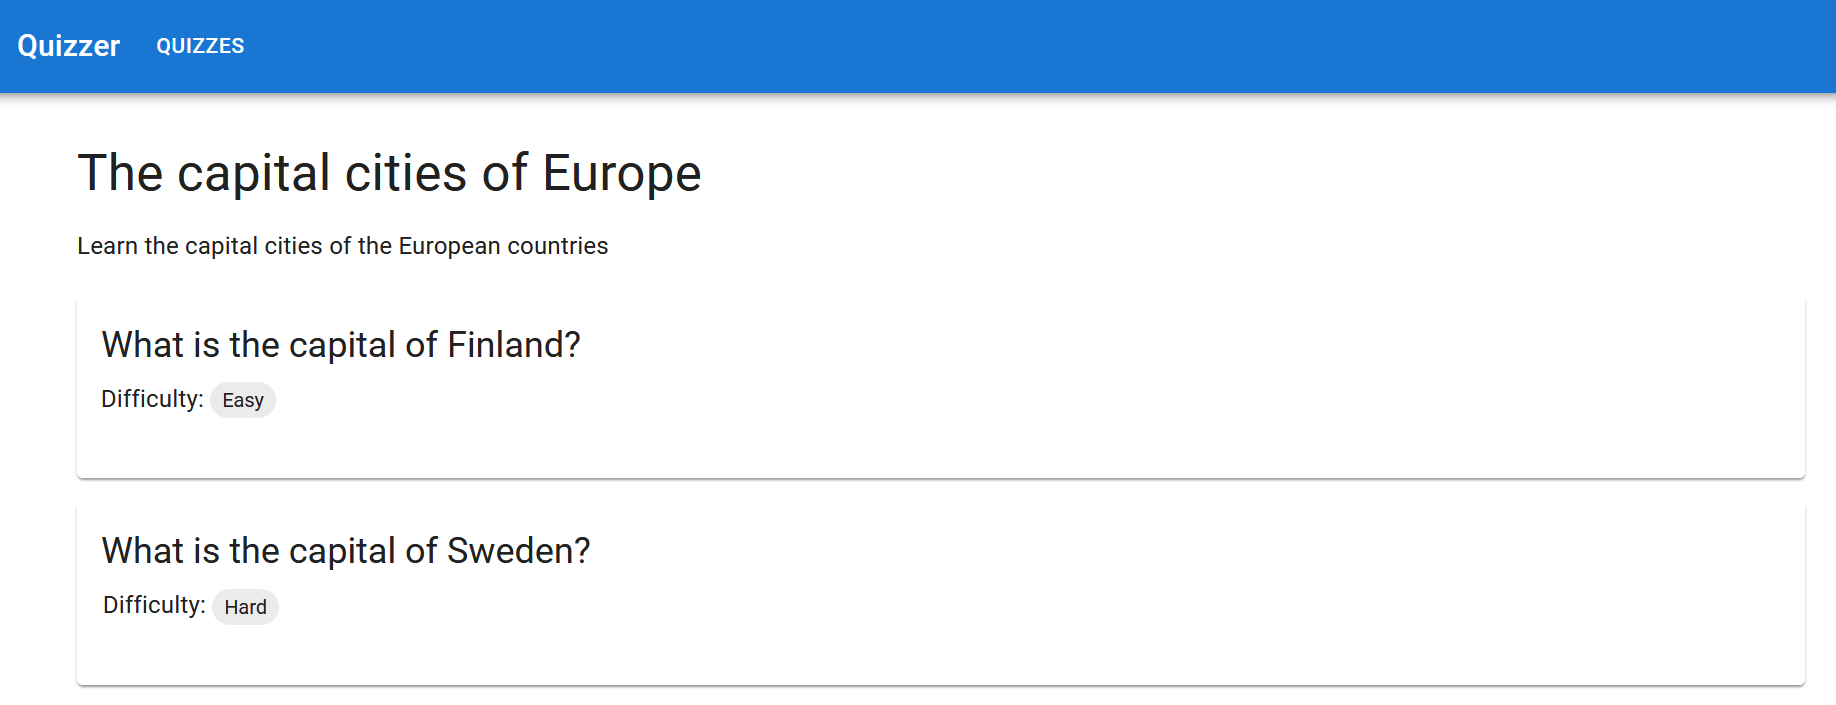 Quizzer QUIZZES
The capital cities of Europe
Learn the capital cities of the European countries
What is the capital of Finland?
Difficulty: Easy
What is the capital of Sweden?
Difficulty: Hard